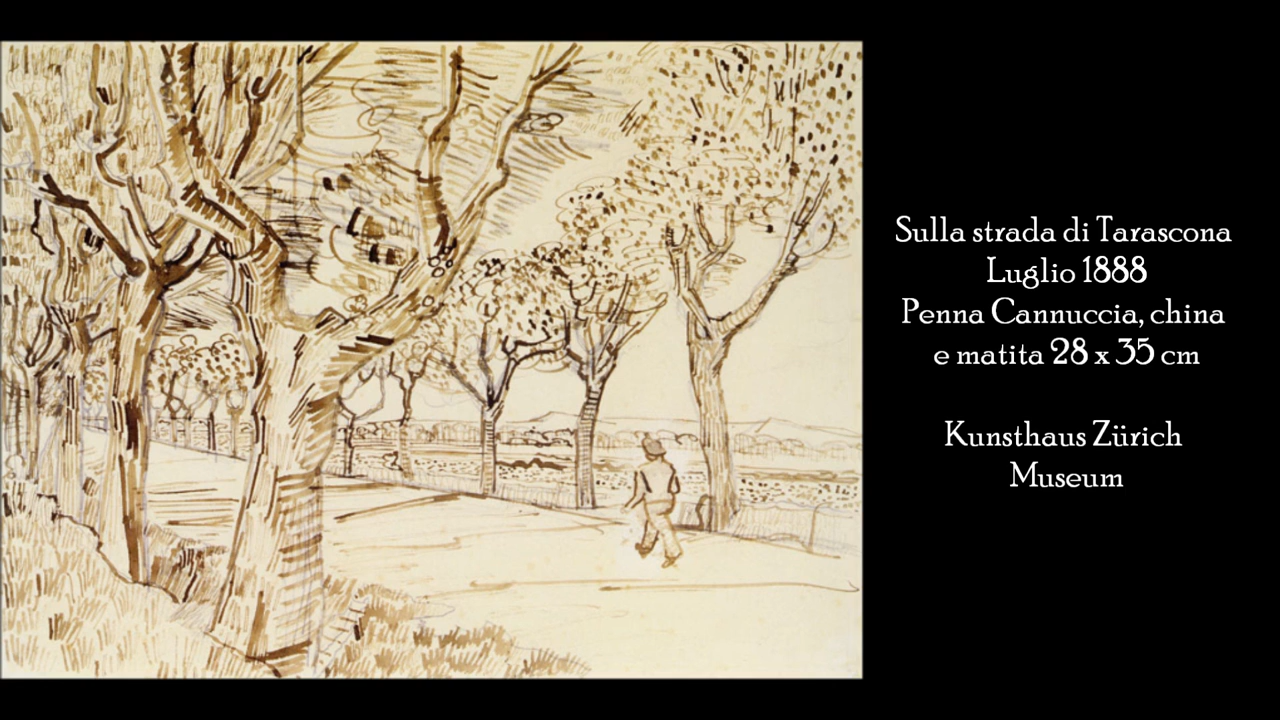 Sulla strada di Tarascona
Luglio 1888
Penna Cannuccia, china
e matita 28 x 35 cm
Kunsthaus Zürich
Museum